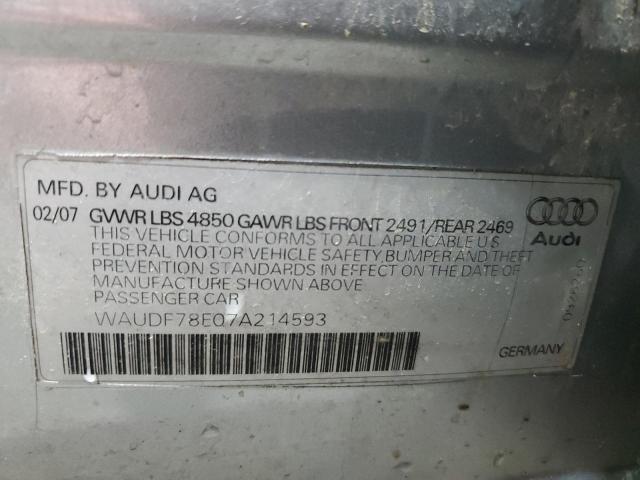 MFD. BY AUDI AG
02/07 GVWR LBS 4850 GAWR LBS FRONT 2491/REAR 2469
THIS VEHICLE CONFORMS TO ALL APPLICABLE U.S.
FEDERAL MOTOR VEHICLE SAFETY, BUMPER AND THEFT
PREVENTION STANDARDS IN EFFECT ON THE DATE OF
MANUFACTURE SHOWN ABOVE
PASSENGER CAR
WAUDF78E07A214593
Audi
GERMANY